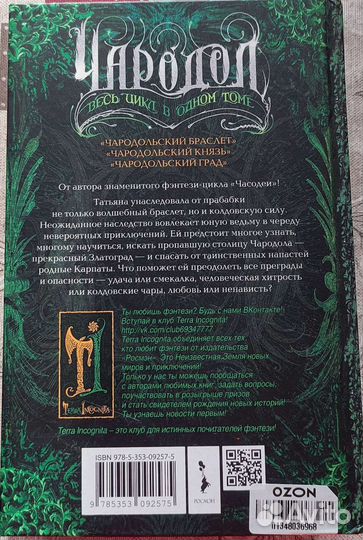 ЧАРОДОЛ
ВЕСЬ ЦИКЛ В ОДНОМ ТОМЕ
«ЧАРОДОЛЬСКИЙ БРАСЛЕТ»
«ЧАРОДОЛЬСКИЙ КНЯЗЬ»
«ЧАРОДОЛЬСКИЙ ГРАД»
От автора знаменитого фэнтези-цикла «Часодеи»!
Татьяна унаследовала от прабабки
не только волшебный браслет, но и колдовскую силу.
Неожиданное наследство вовлекает юную ведьму в череду
невероятных приключений. Ей предстоит многое узнать,
многому научиться, искать пропавшую столицу Чародола —
прекрасный Златоград — и спасать от таинственных напастей
родные Карпаты. Что поможет ей преодолеть все преграды
и опасности — удача или смекалка, человеческая хитрость
или колдовские чары, любовь или ненависть?
Ты любишь фэнтези? Будь с нами ВКонтакте!
Вступай в клуб Terra Incognita!
http://vk.com/club69347777
Terra Incognita объединяет всех тех,
кто любит фэнтези от издательства
«Росмэн». Это Неизвестная Земля новых
миров и приключений!
Только у нас ты можешь пообщаться
с авторами любимых книг, задать вопросы,
поучаствовать в розыгрыше призов
и стать свидетелем рождения новых историй!
Ты узнаешь новости первым!
TI
TERRA INCOGNITA
Terra Incognita – это клуб для истинных почитателей фэнтези!
ISBN 978-5-353-09257-5
9 785353 092575
РОСМЭН
OZON
Avito